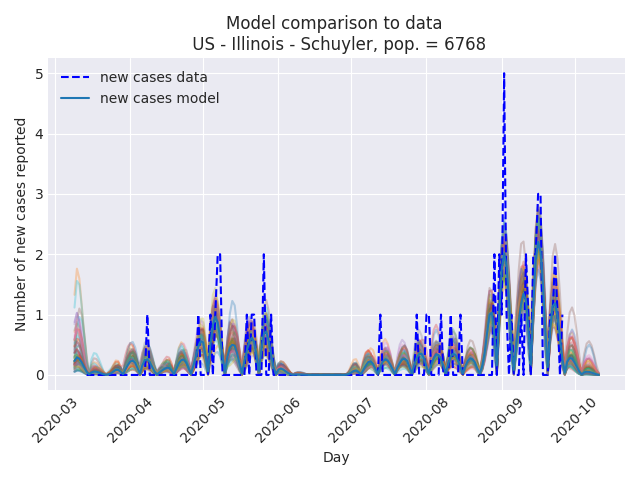 Model comparison to data
US - Illinois - Schuyler, pop. = 6768
new cases data
new cases model
Number of new cases reported
5
4
3
2
1
0
2020-03
2020-04
2020-05
2020-06
2020-07
2020-08
2020-09
2020-10
Day